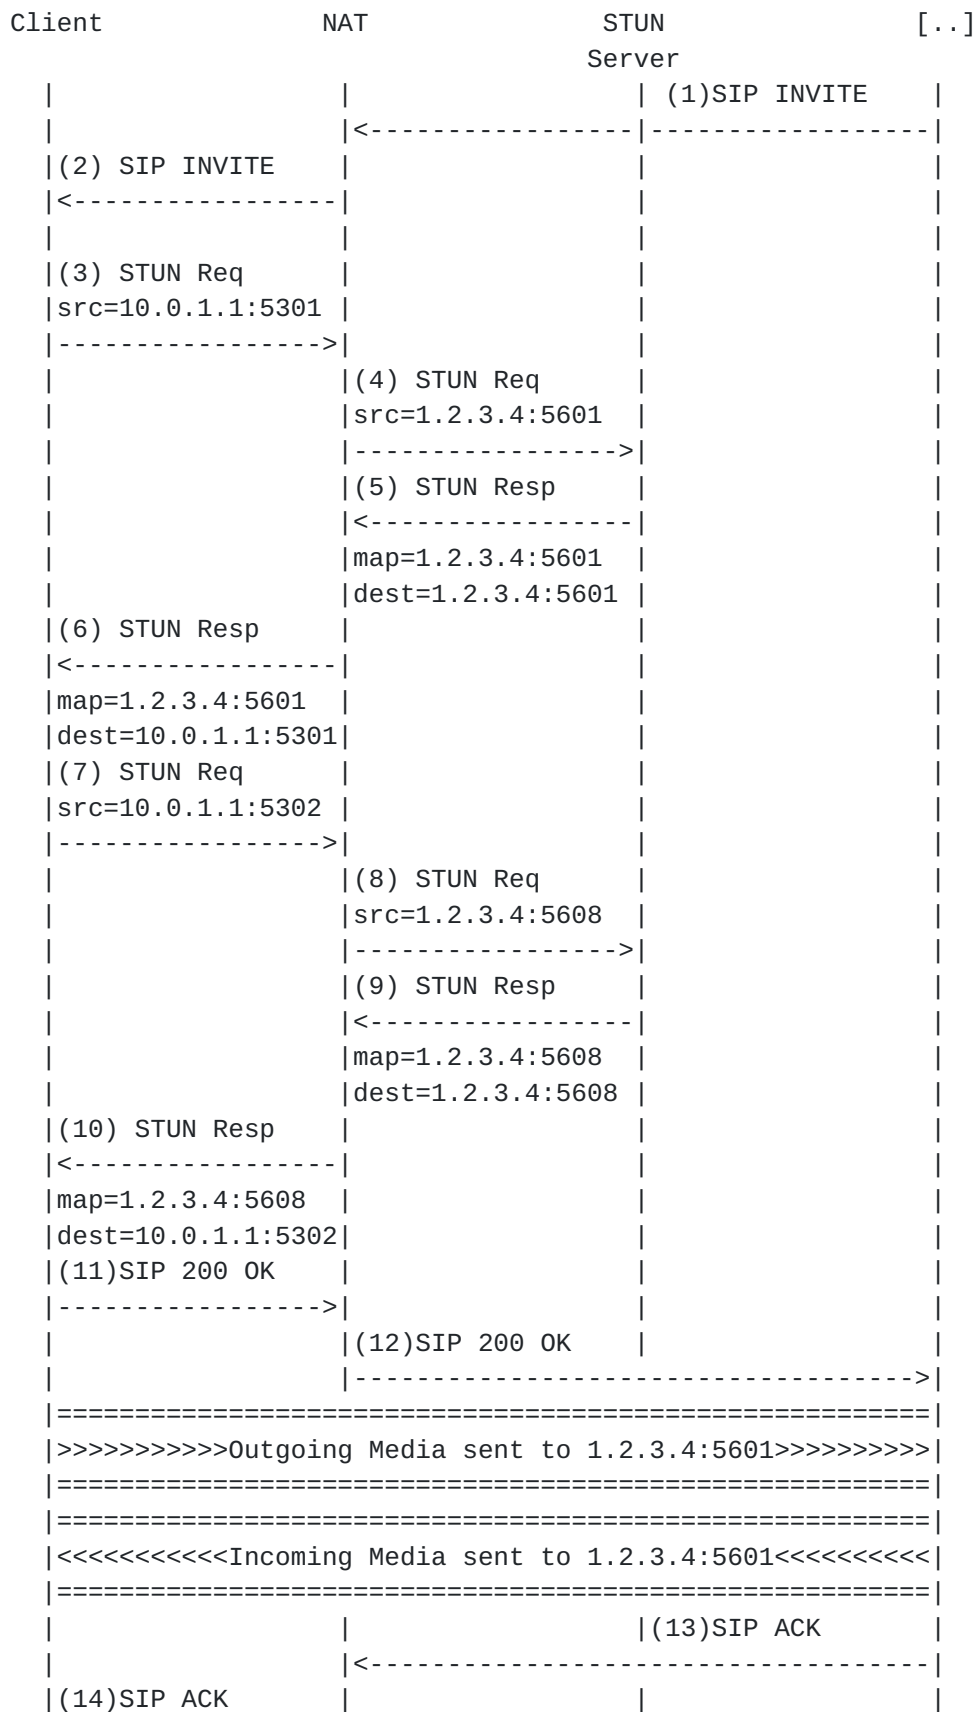 Client              NAT               STUN                [..]
                                     Server
  |                  |                  | (1)SIP INVITE    |
  |                  |<-----------------|------------------|
  |(2) SIP INVITE    |                  |                  |
  |<-----------------|                  |                  |
  |                  |                  |                  |
  |(3) STUN Req      |                  |                  |
  |src=10.0.1.1:5301 |                  |                  |
  |----------------->|                  |                  |
  |                  |(4) STUN Req      |                  |
  |                  |src=1.2.3.4:5601  |                  |
  |                  |----------------->|                  |
  |                  |(5) STUN Resp     |                  |
  |                  |<-----------------|                  |
  |                  |map=1.2.3.4:5601  |                  |
  |                  |dest=1.2.3.4:5601 |                  |
  |(6) STUN Resp     |                  |                  |
  |<-----------------|                  |                  |
  |map=1.2.3.4:5601  |                  |                  |
  |dest=10.0.1.1:5301|                  |                  |
  |(7) STUN Req      |                  |                  |
  |src=10.0.1.1:5302 |                  |                  |
  |----------------->|                  |                  |
  |                  |(8) STUN Req      |                  |
  |                  |src=1.2.3.4:5608  |                  |
  |                  |----------------->|                  |
  |                  |(9) STUN Resp     |                  |
  |                  |<-----------------|                  |
  |                  |map=1.2.3.4:5608  |                  |
  |                  |dest=1.2.3.4:5608 |                  |
  |(10) STUN Resp    |                  |                  |
  |<-----------------|                  |                  |
  |map=1.2.3.4:5608  |                  |                  |
  |dest=10.0.1.1:5302|                  |                  |
  |(11)SIP 200 OK    |                  |                  |
  |----------------->|                  |                  |
  |                  |(12)SIP 200 OK    |                  |
  |                  |------------------------------------>|
  |========================================================|
  |>>>>>>>>>>>Outgoing Media sent to 1.2.3.4:5601>>>>>>>>>>|
  |========================================================|
  |========================================================|
  |<<<<<<<<<<<Incoming Media sent to 1.2.3.4:5601<<<<<<<<<<|
  |========================================================|
  |                  |                  |(13)SIP ACK       |
  |                  |<------------------------------------|
  |(14)SIP ACK       |                  |                  |